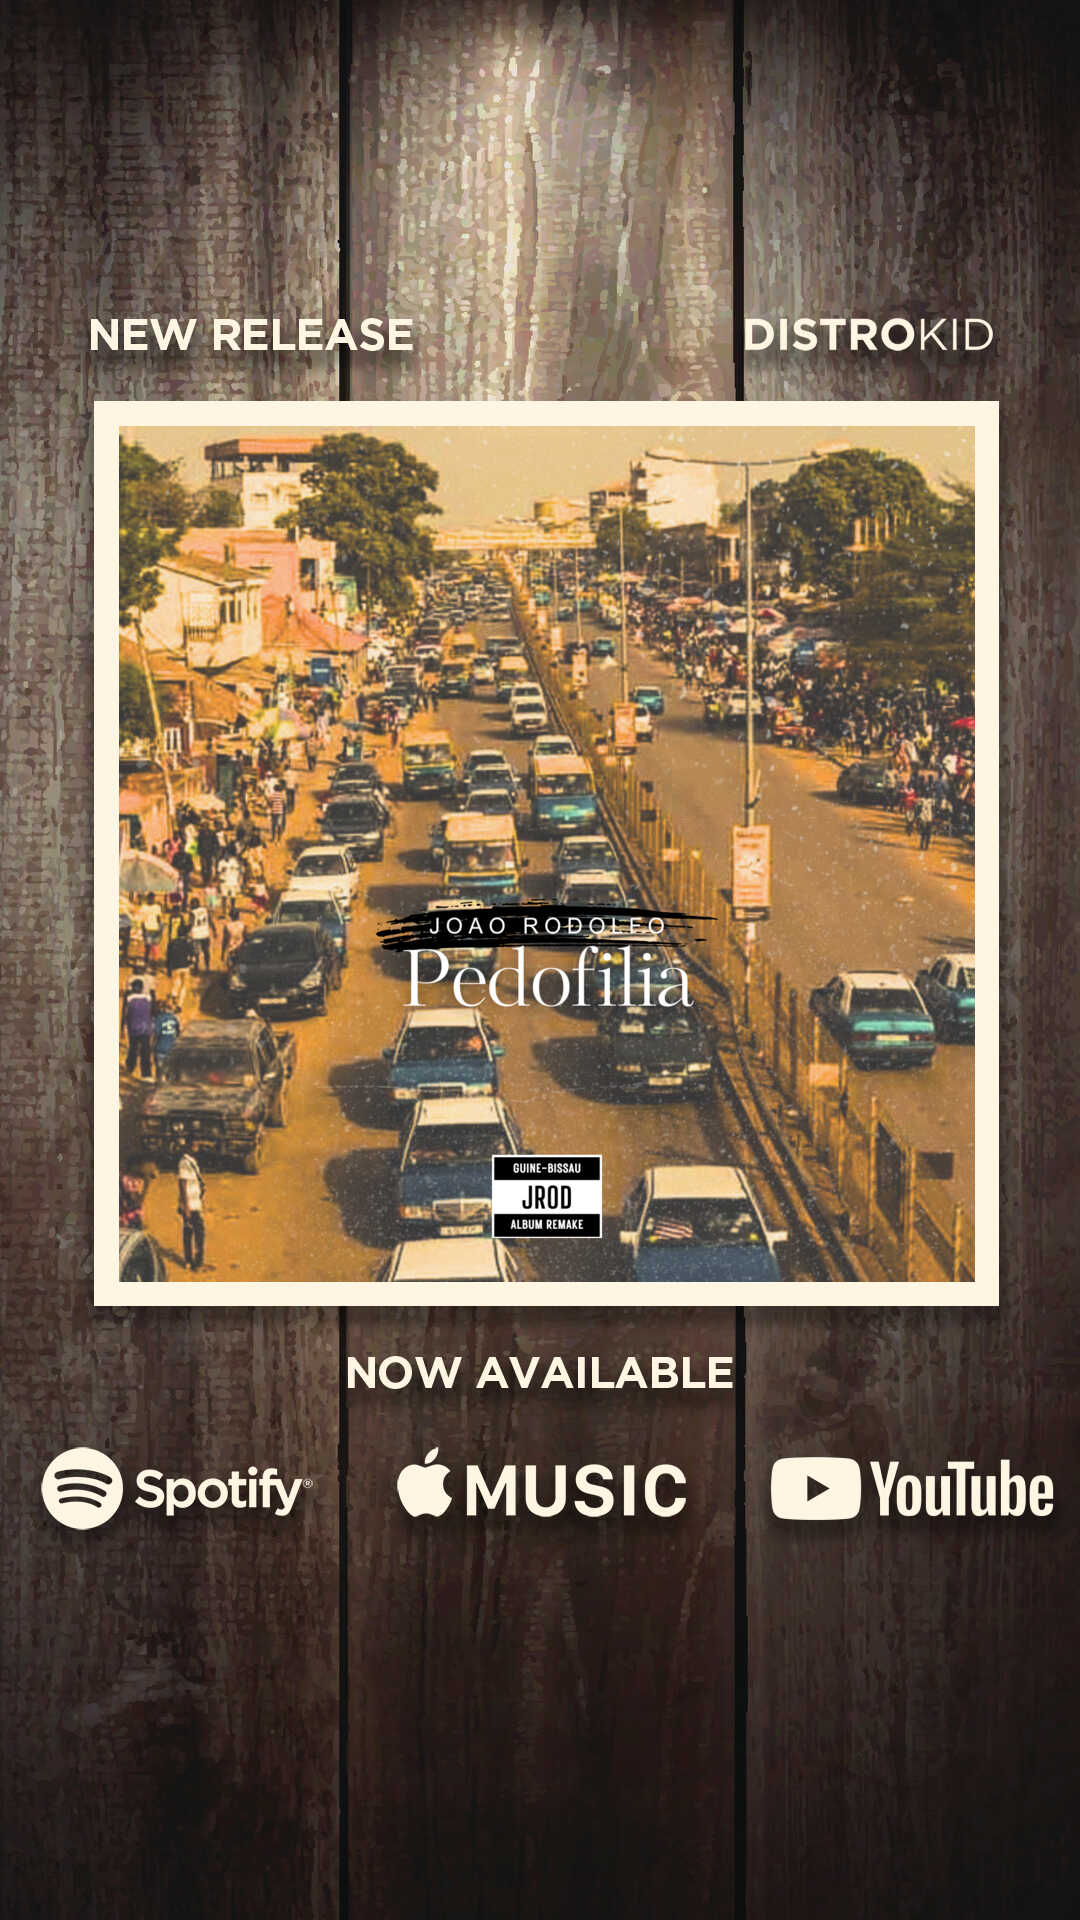 NEW RELEASE
DISTROKID
JOAO RODOLFO
Pedofilia
GUINE-BISSAU
JROD
ALBUM REMAKE
NOW AVAILABLE
Spotify®
MUSIC
YouTube